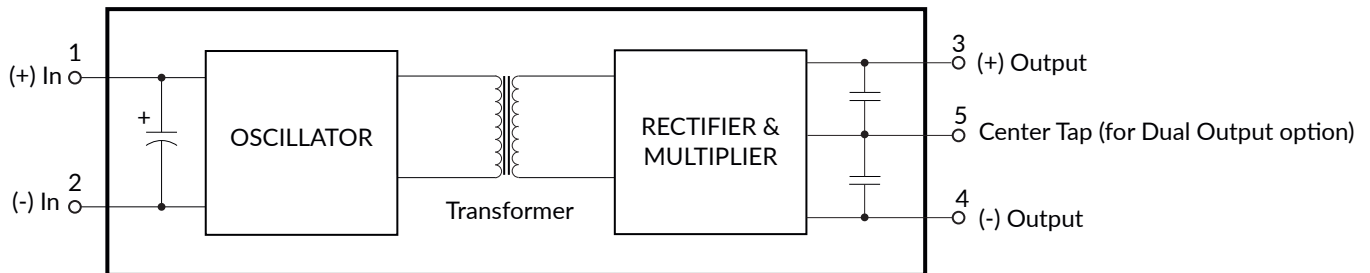 1
(+) In
+
2
(-) In
OSCILLATOR
Transformer
RECTIFIER &
MULTIPLIER
3
(+) Output
5
Center Tap (for Dual Output option)
4
(-) Output